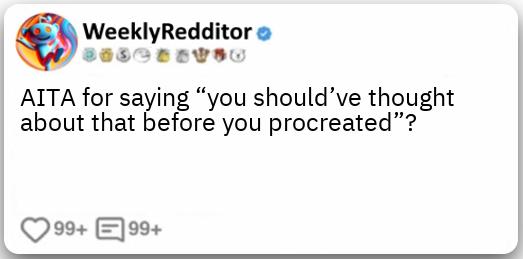 WeeklyRedditor
AITA for saying “you should’ve thought
about that before you procreated”?
99+ 99+